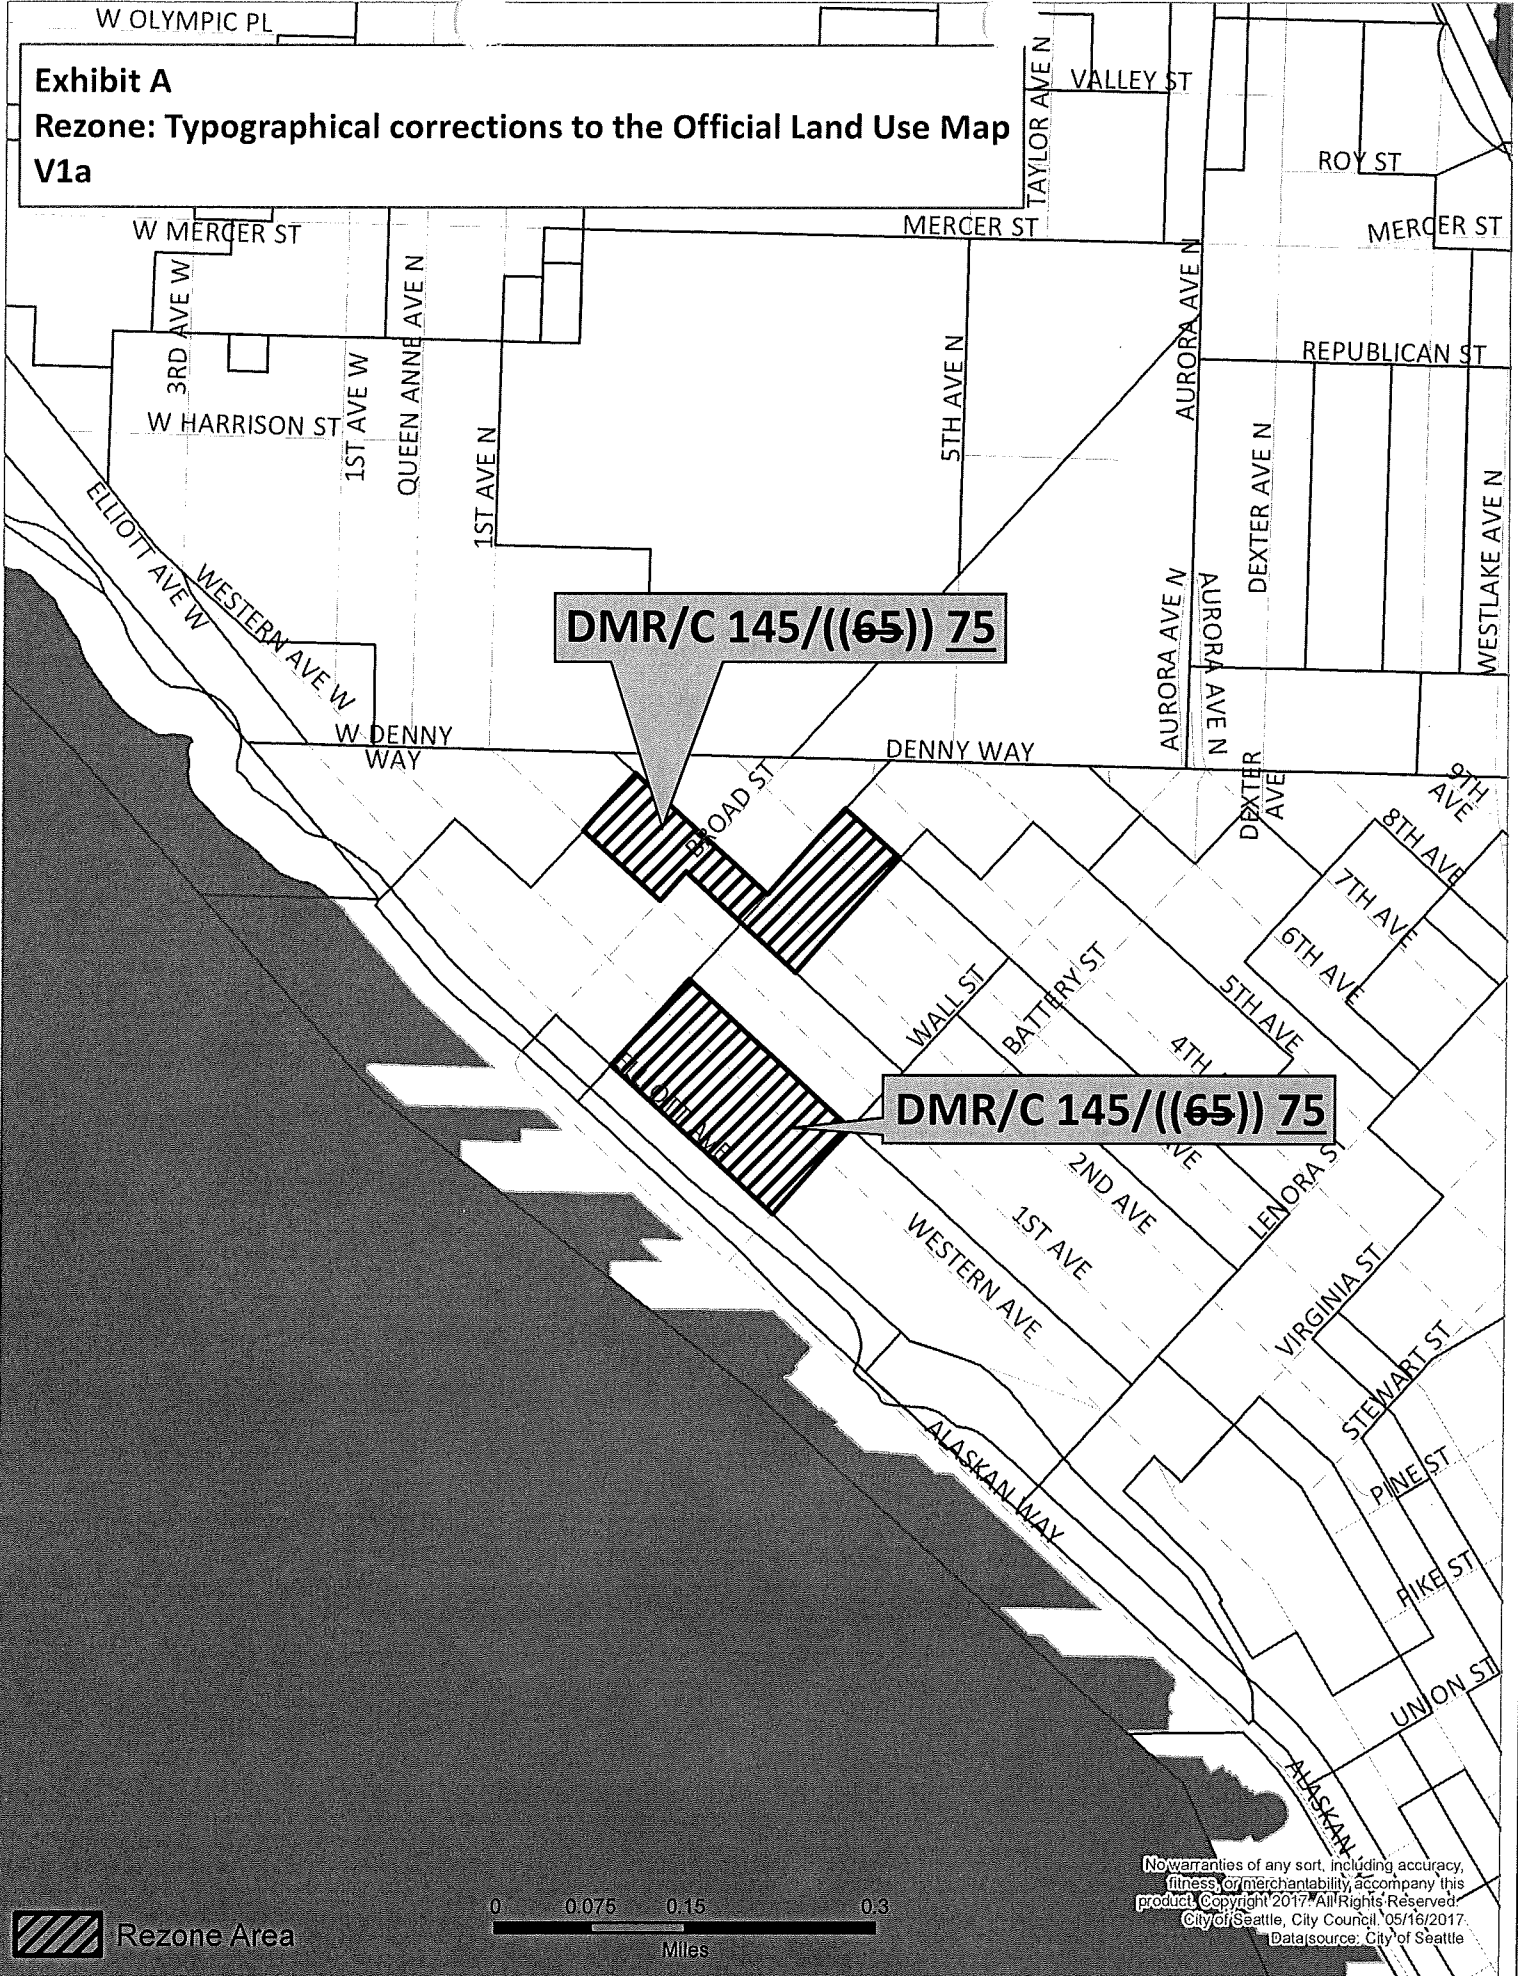 W OLYMPIC PL
Exhibit A
Rezone: Typographical corrections to the Official Land Use Map
V1a
TAYLOR AVE N
VALLEY ST
ROY ST
W MERCER ST
MERCER ST
MERCER ST
3RD AVE W
QUEEN ANNE AVE N
AURORA AVE N
REPUBLICAN ST
1ST AVE W
5TH AVE N
W HARRISON ST
1ST AVE N
DEXTER AVE N
WESTLAKE AVE N
ELLIOTT AVE W
WESTERN AVE W
AURORA AVE N
AURORA AVE N
DMR/C 145/((65)) 75
W DENNY
WAY
DENNY WAY
BROAD ST
DEXTER
AVE
9TH
AVE
8TH AVE
7TH AVE
6TH AVE
5TH AVE
WALL ST
BATTERY ST
4TH
AVE
ELLIOTT AVE
DMR/C 145/((65)) 75
2ND AVE
1ST AVE
WESTERN AVE
LENORA ST
VIRGINIA ST
STEWART ST
ALASKAN WAY
PINE ST
PIKE ST
UNION ST
ALASKAN
No warranties of any sort, including accuracy,
fitness, or merchantability accompany this
product. Copyright 2017. All Rights Reserved.
City of Seattle, City Council. 05/16/2017.
Data source: City of Seattle
Rezone Area
0 0.075 0.15 0.3
Miles